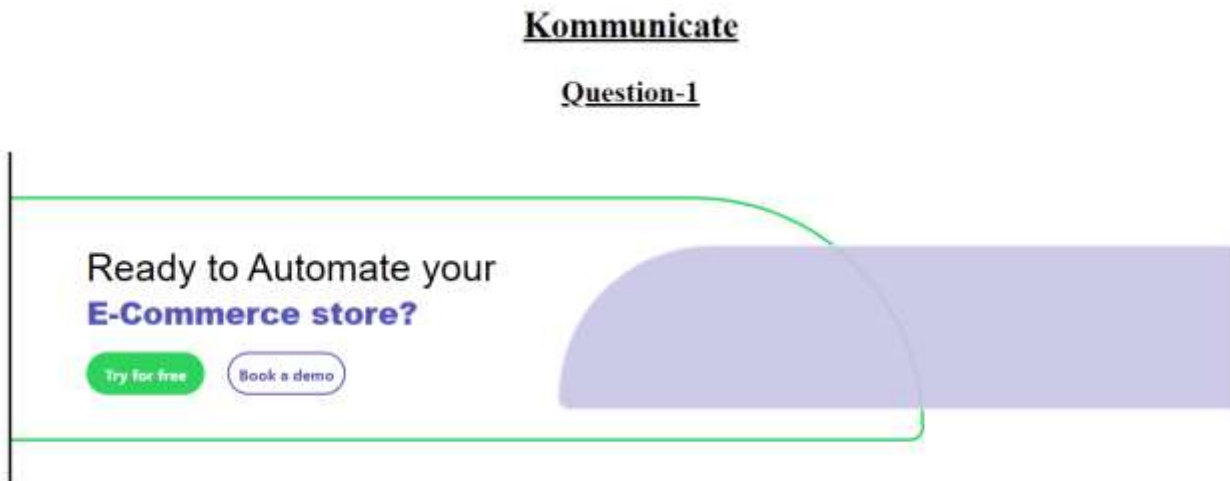 Kommunicate
Question-1
Ready to Automate your
E-Commerce store?
Try for free
Book a demo